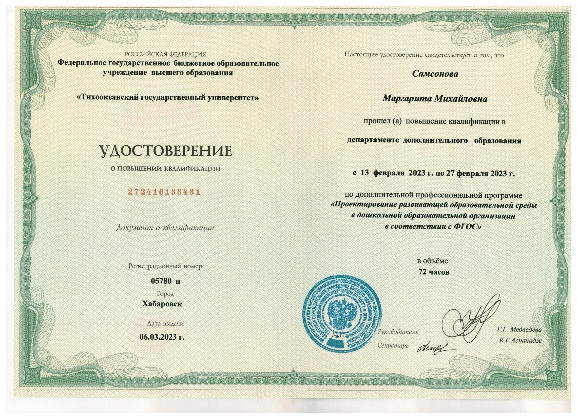 РОССИЙСКАЯ ФЕДЕРАЦИЯ
Федеральное государственное бюджетное образовательное
учреждение высшего образования
«Тихоокеанский государственный университет»
УДОСТОВЕРЕНИЕ
О ПОВЫШЕНИИ КВАЛИФИКАЦИИ
Документ о квалификации
Регистрационный номер
05780 п
Город
Хабаровск
Дата выдачи
06.03.2023 г.
Настоящее удостоверение свидетельствует о том, что
Самсонова
Маргарита Михайловна
прошел (а) повышение квалификации в
департаменте дополнительного образования
с 13 февраля 2023 г. по 27 февраля 2023 г.
по дополнительной профессиональной программе
«Проектирование развивающей образовательной среды
в дошкольной образовательной организации
в соответствии с ФГОС»
в объёме
72 часов
Руководитель
Медведева
Секретарь